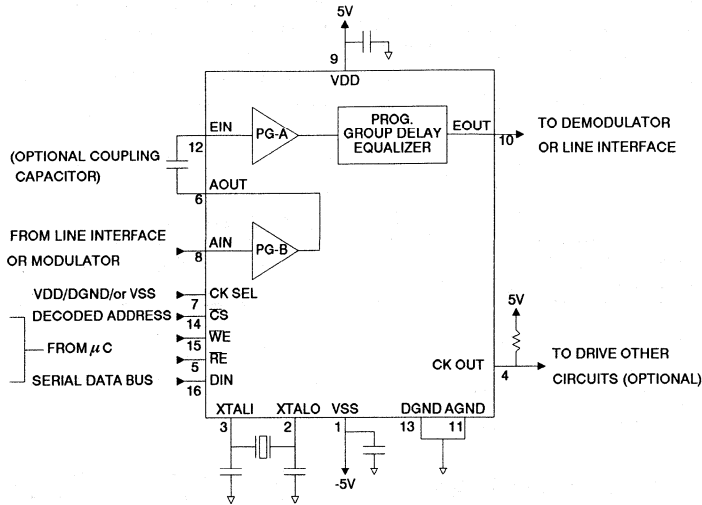 5V
9
VDD
EIN
12
PG-A
PROG.
GROUP DELAY
EQUALIZER
EOUT
10
TO DEMODULATOR
OR LINE INTERFACE
(OPTIONAL COUPLING
CAPACITOR)
AOUT
6
FROM LINE INTERFACE
OR MODULATOR
AIN
8
PG-B
VDD/DGND/or VSS
CK SEL
7
DECODED ADDRESS
CS
14
WE
15
FROM μC
RE
5
SERIAL DATA BUS
DIN
16
5V
CK OUT
4
TO DRIVE OTHER
CIRCUITS (OPTIONAL)
XTALI
XTALO
VSS
DGND
AGND
3
2
1
13
11
-5V